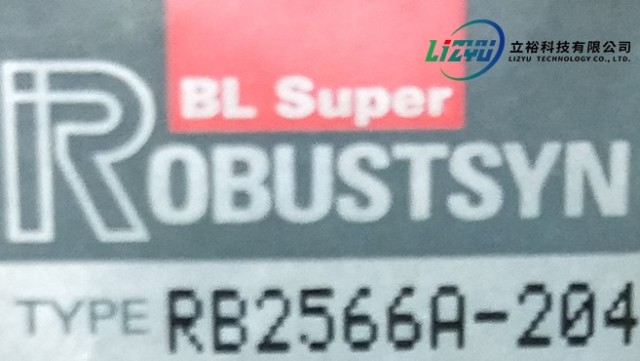 LIZYU 立裕科技有限公司
LIZYU TECHNOLOGY CO., LTD.
BL Super
ROBUSTSYN
TYPE RB2566A-204